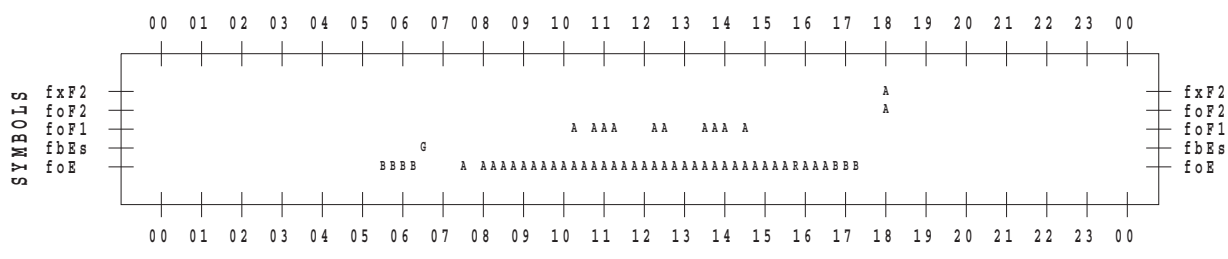 00 01 02 03 04 05 06 07 08 09 10 11 12 13 14 15 16 17 18 19 20 21 22 23 00
SYMBOLS
fxF2 A fxF2
foF2 A foF2
foF1 A AAA AA AAA A foF1
fbEs G fbEs
foE BBBB A AAAAAAAAAAAAAAAAAAAAAAAAAAAAAAARAAABBB foE
00 01 02 03 04 05 06 07 08 09 10 11 12 13 14 15 16 17 18 19 20 21 22 23 00